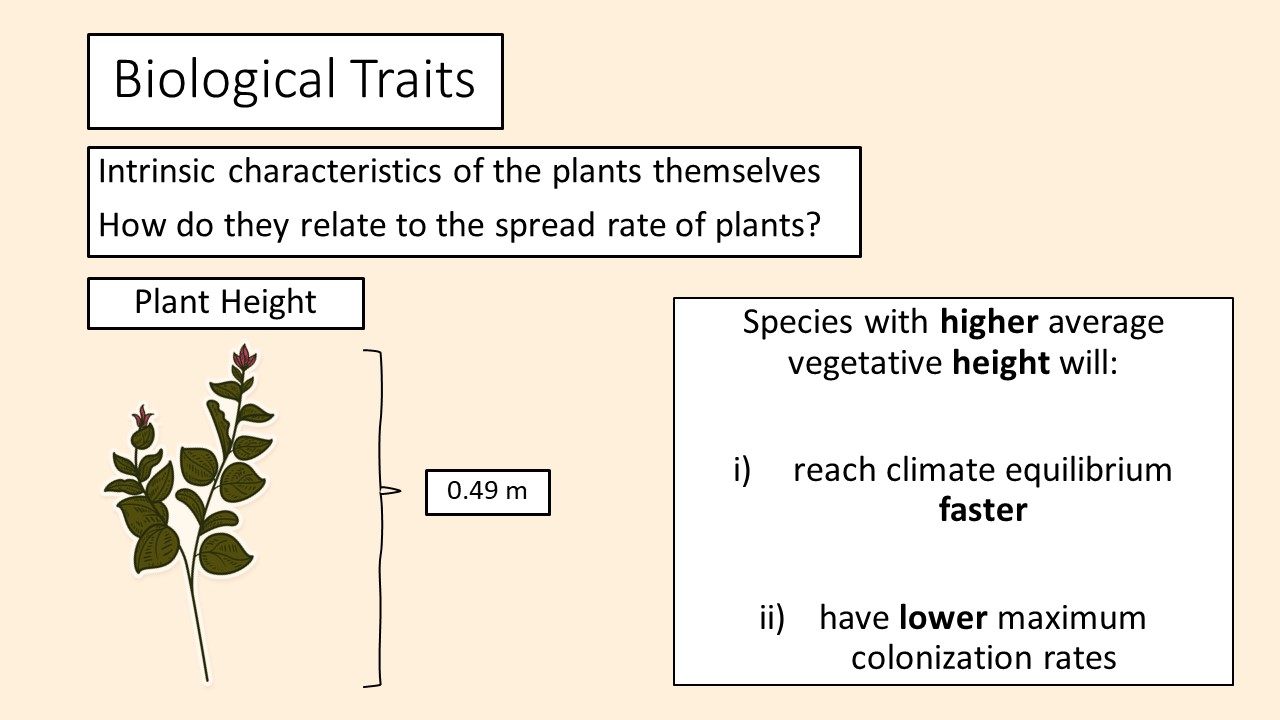 Biological Traits
Intrinsic characteristics of the plants themselves
How do they relate to the spread rate of plants?
Plant Height
0.49 m
Species with higher average
vegetative height will:
i) reach climate equilibrium
faster
ii) have lower maximum
colonization rates